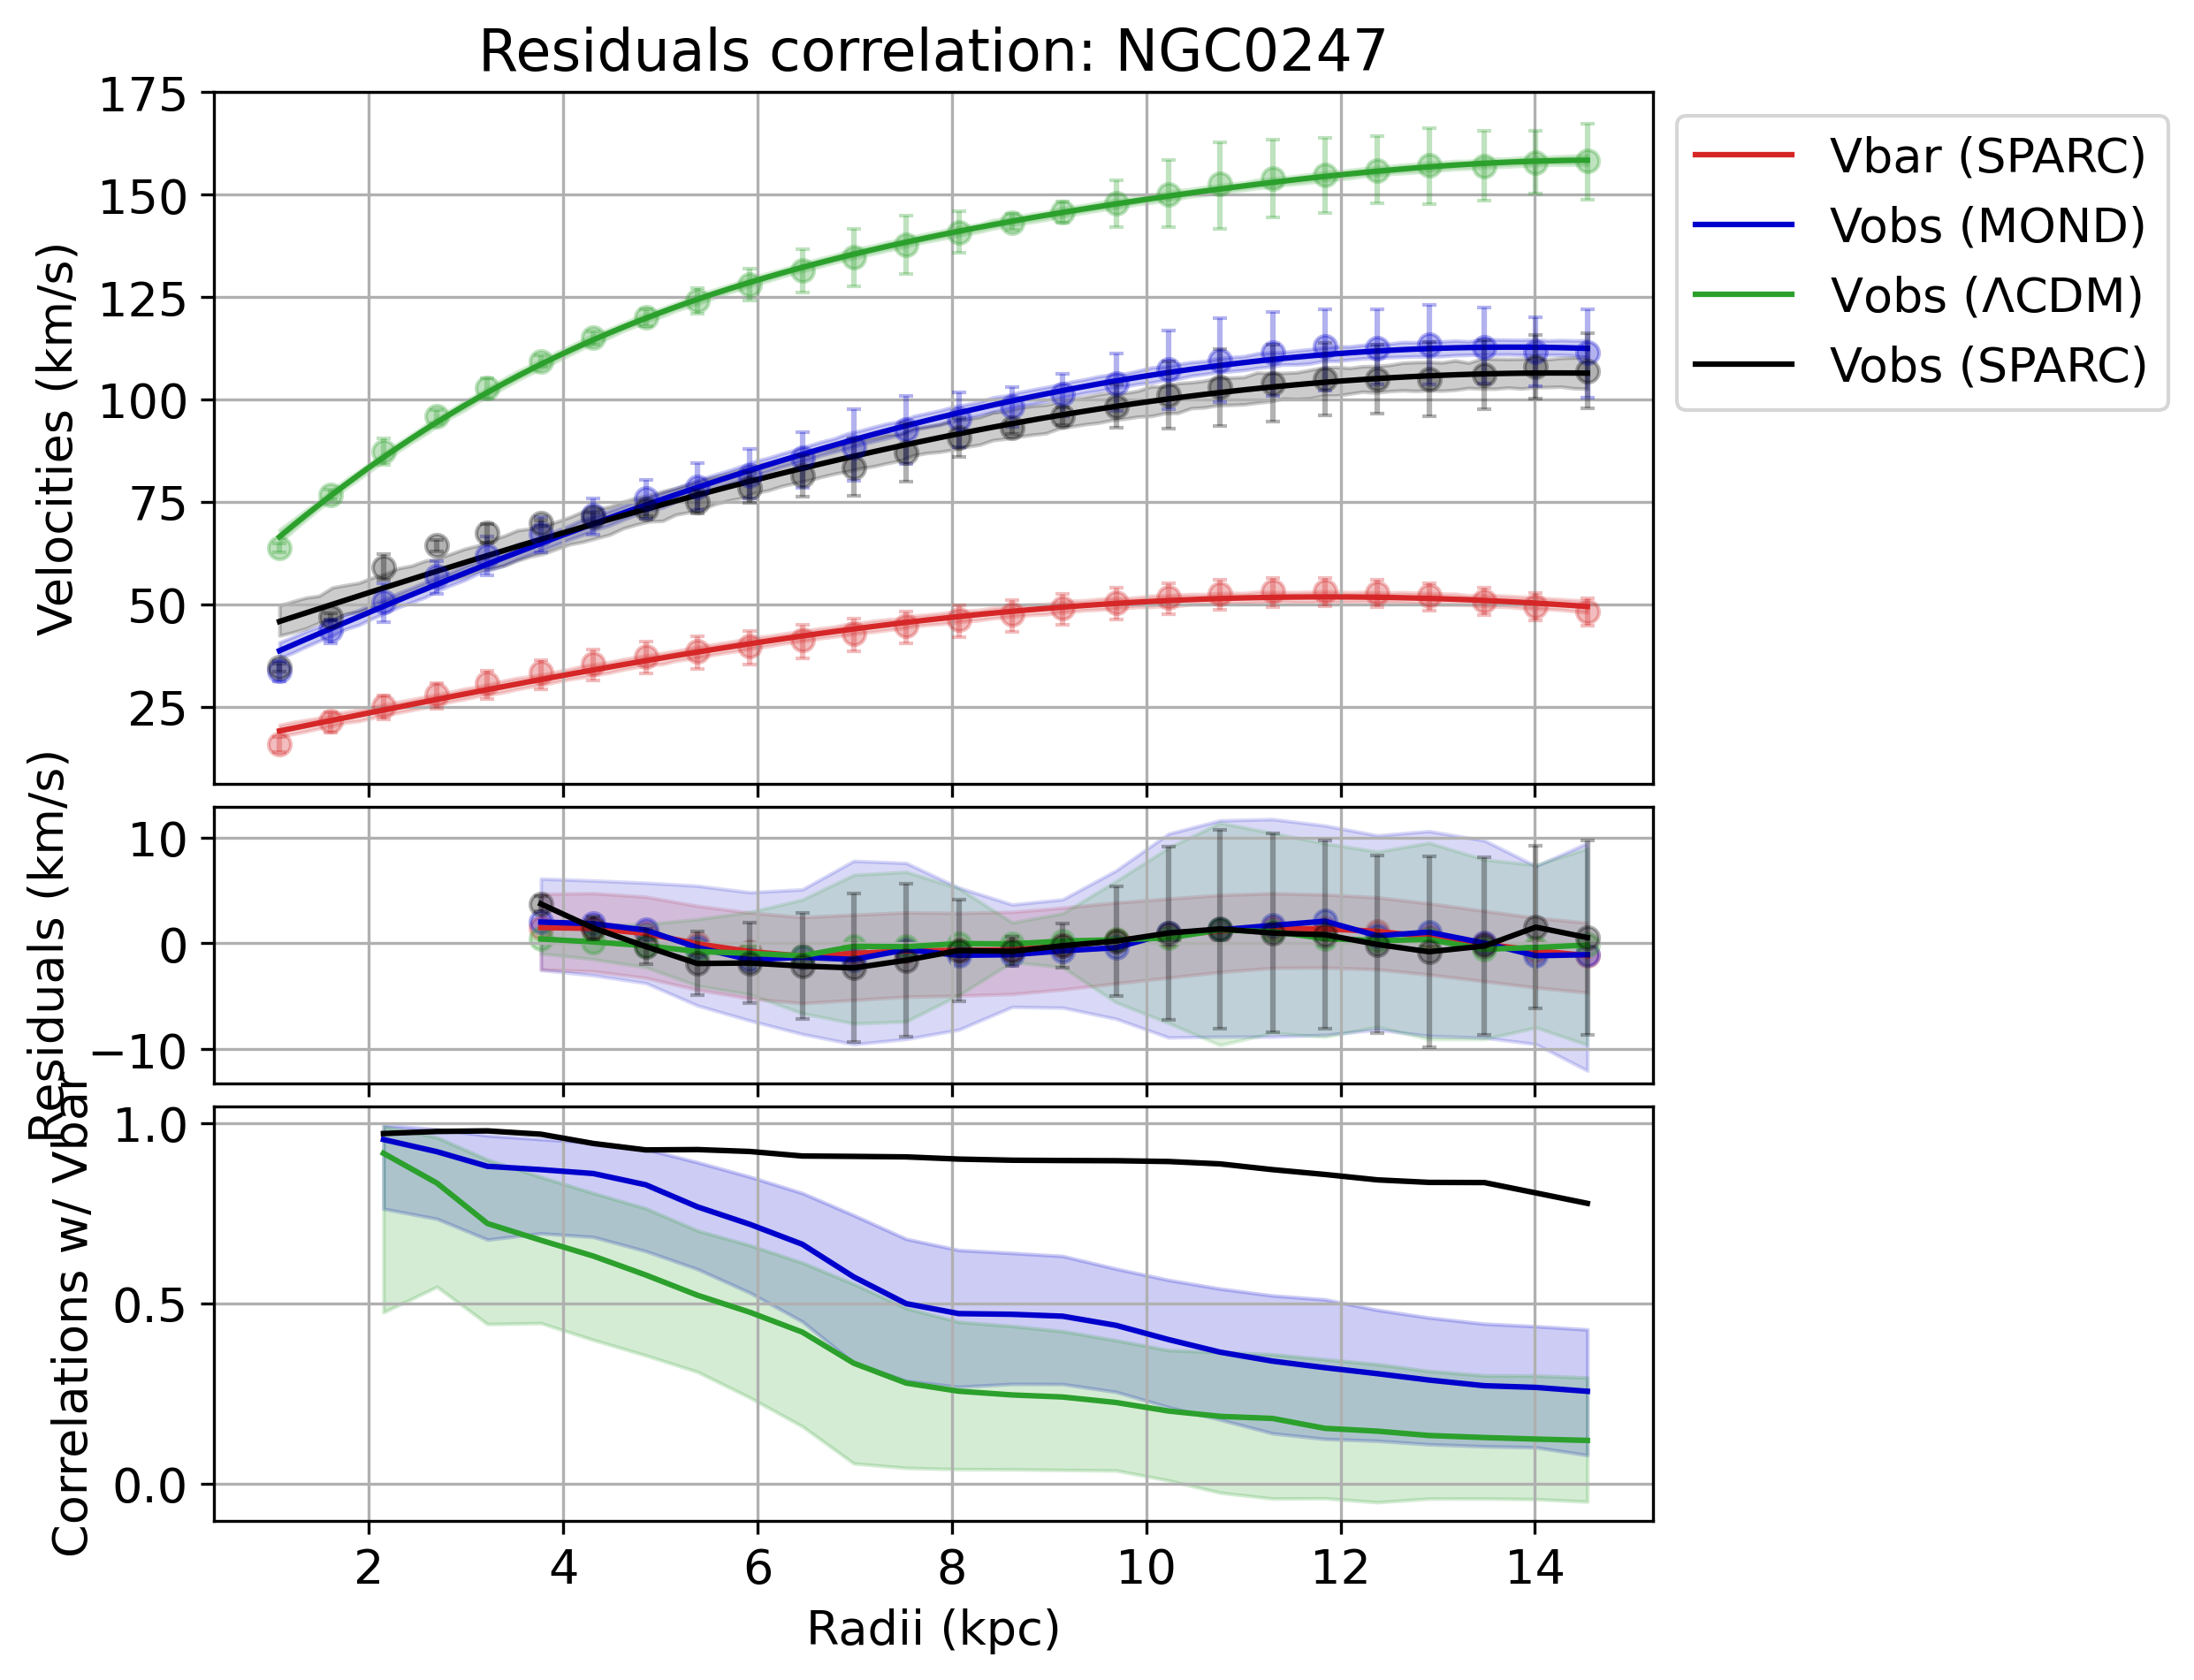 Residuals correlation: NGC0247
Velocities (km/s)
175
150
125
100
75
50
25
Vbar (SPARC)
Vobs (MOND)
Vobs (ΛCDM)
Vobs (SPARC)
Residuals (km/s)
10
0
−10
Correlations w/ Vbar
1.0
0.5
0.0
2 4 6 8 10 12 14
Radii (kpc)